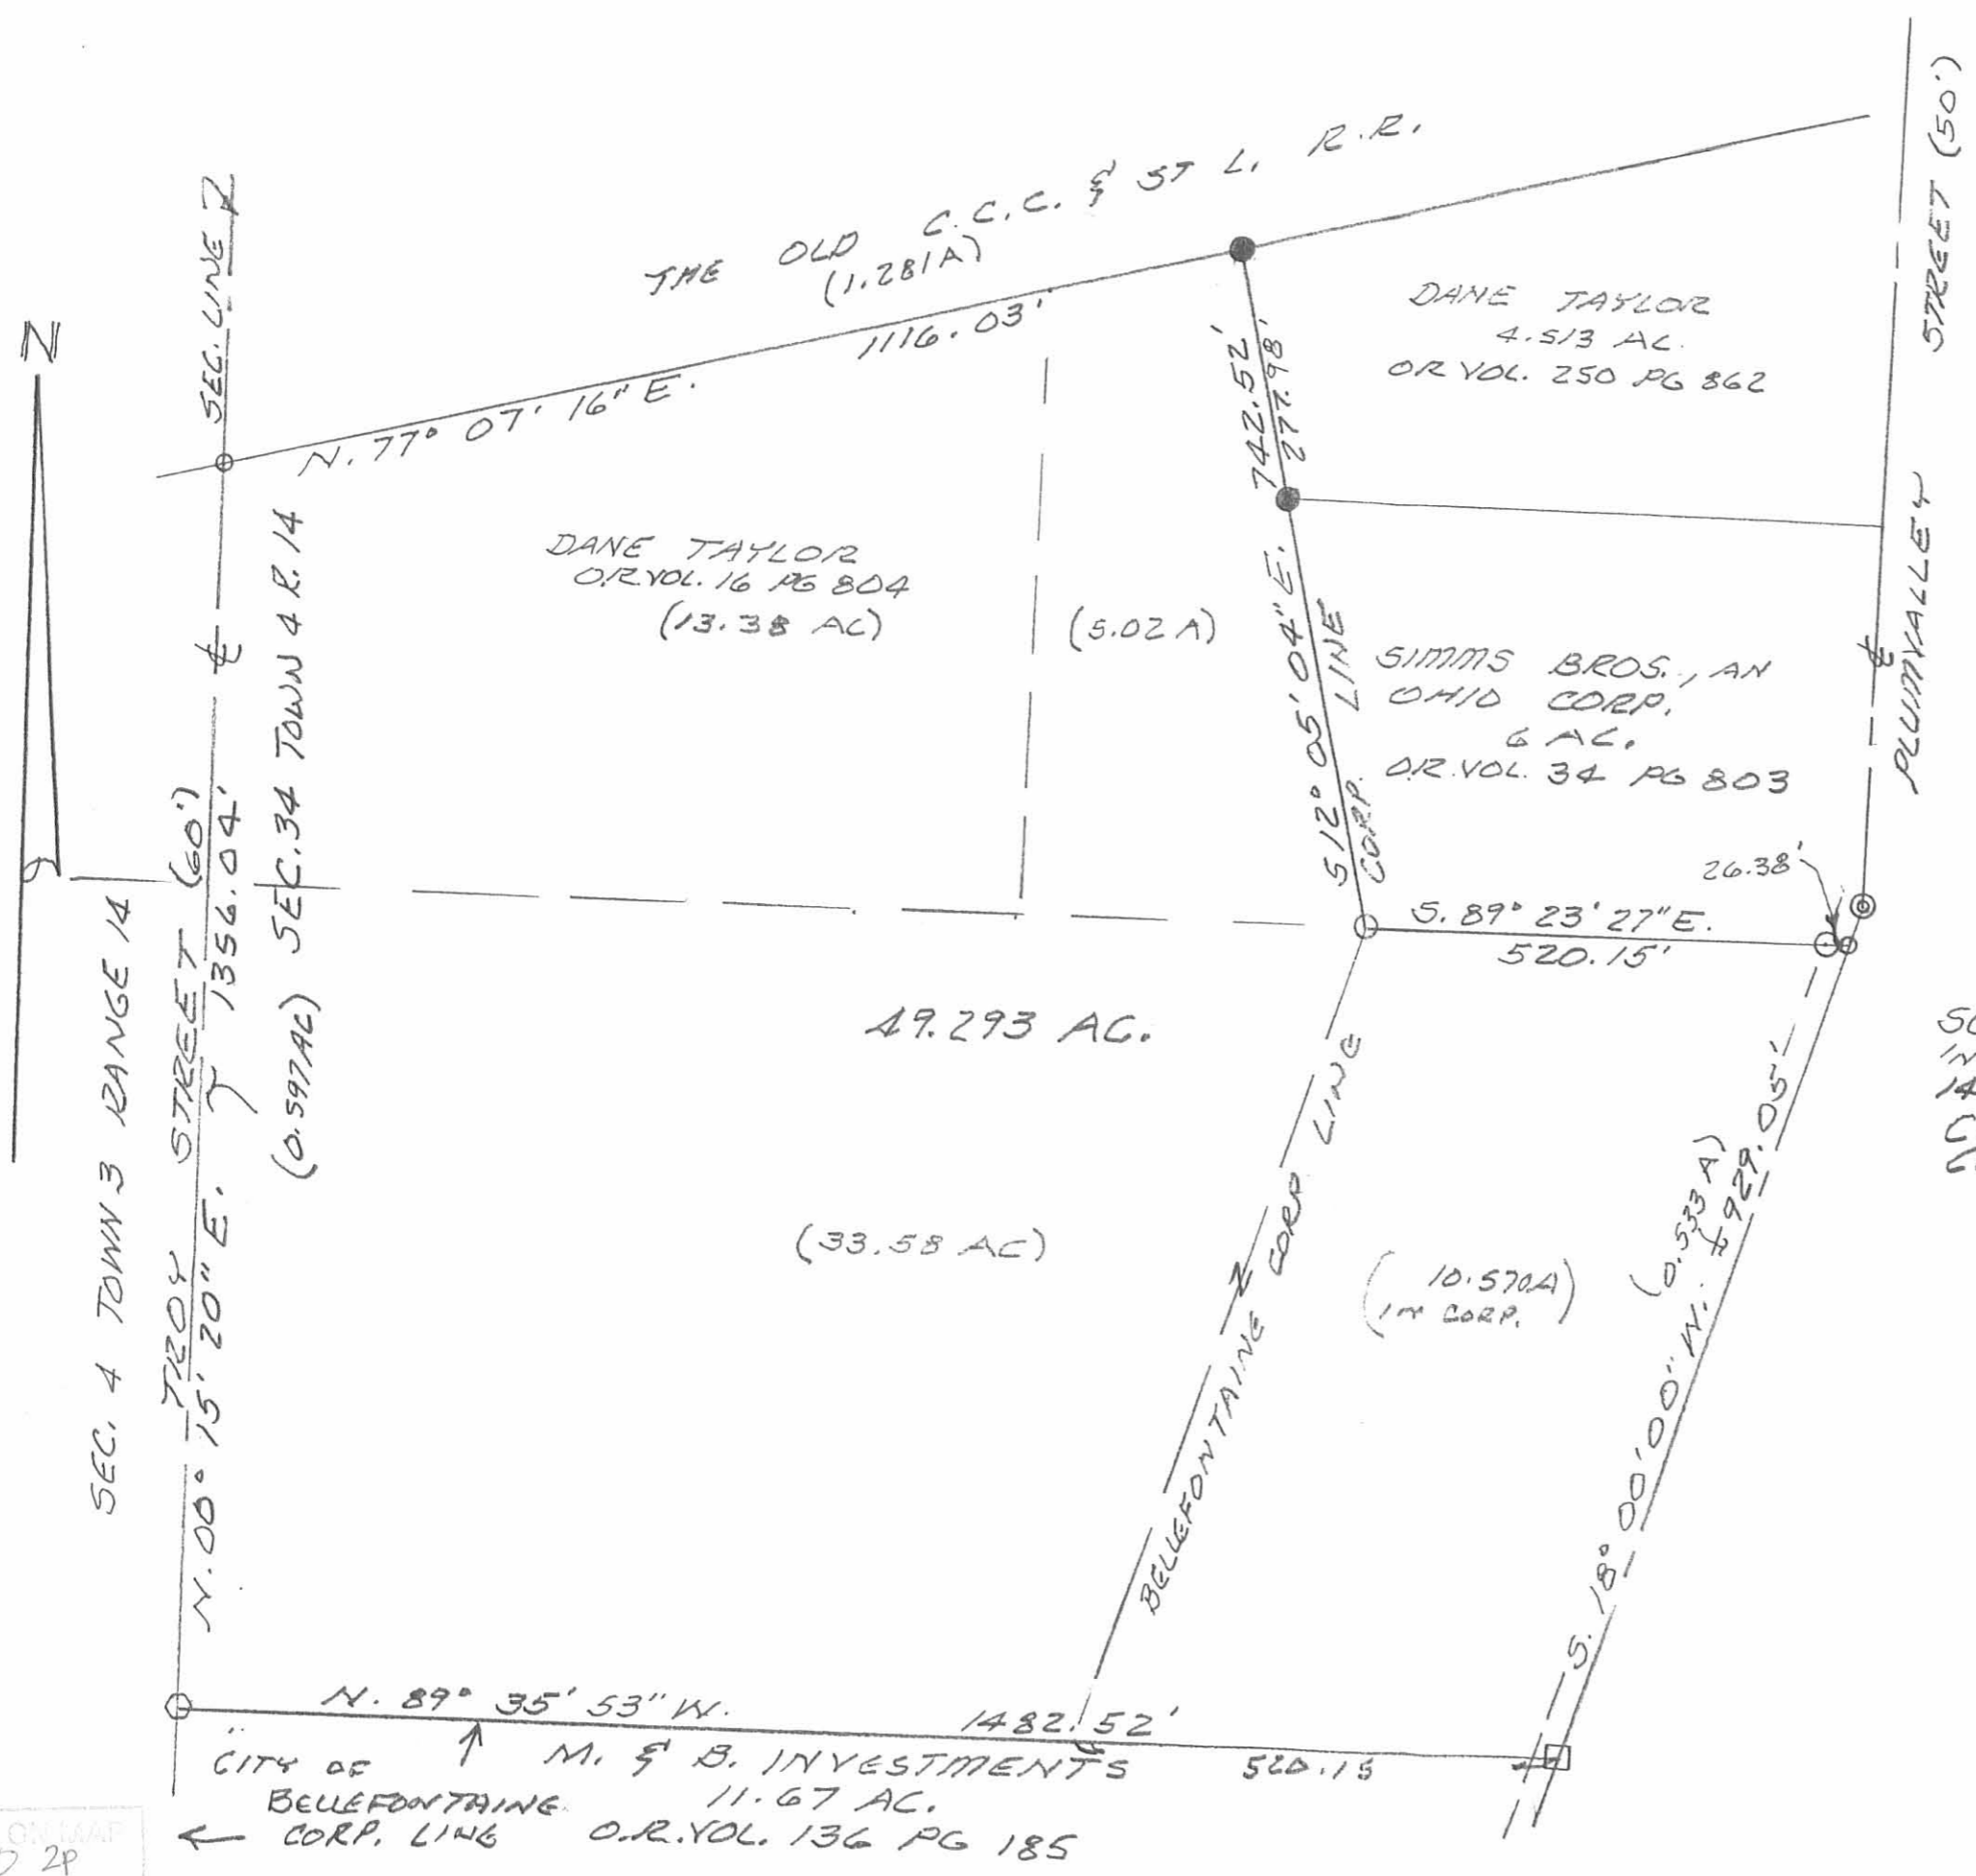 N
SEC. LINE
THE OLD C.C.C. & ST L. R.R.
(1.281A)
N. 77° 07' 16" E.
1116.03'
742.52'
277.98'
S 12° 05' 04" E.
CORP. LINE
DANE TAYLOR
4.513 AC.
OR VOL. 250 PG 862
PLUMVALLEY STREET (50')
℄
DANE TAYLOR
O.R. VOL. 16 PG 804
(13.38 AC)
(5.02 A)
SIMMS BROS., AN
OHIO CORP.
6 AC.
O.R. VOL. 34 PG 803
26.38'
S. 89° 23' 27" E.
520.15'
SEC. 4 TOWN 3 RANGE 14
TROY STREET (60')
℄
N. 00° 15' 20" E.
1356.04'
(0.597AC)
SEC. 34 TOWN 4 R. 14
49.293 AC.
(33.58 AC)
BELLEFONTAINE CORP LINE
(10.570A)
IN CORP.
(0.533 A)
S. 18° 00' 00" W.
℄ 929.05'
N. 89° 35' 53" W.
1482.52'
520.15
CITY OF
BELLEFONTAINE
← CORP. LINE
M. & B. INVESTMENTS
11.67 AC.
O.R. VOL. 136 PG 185
MAP
2P